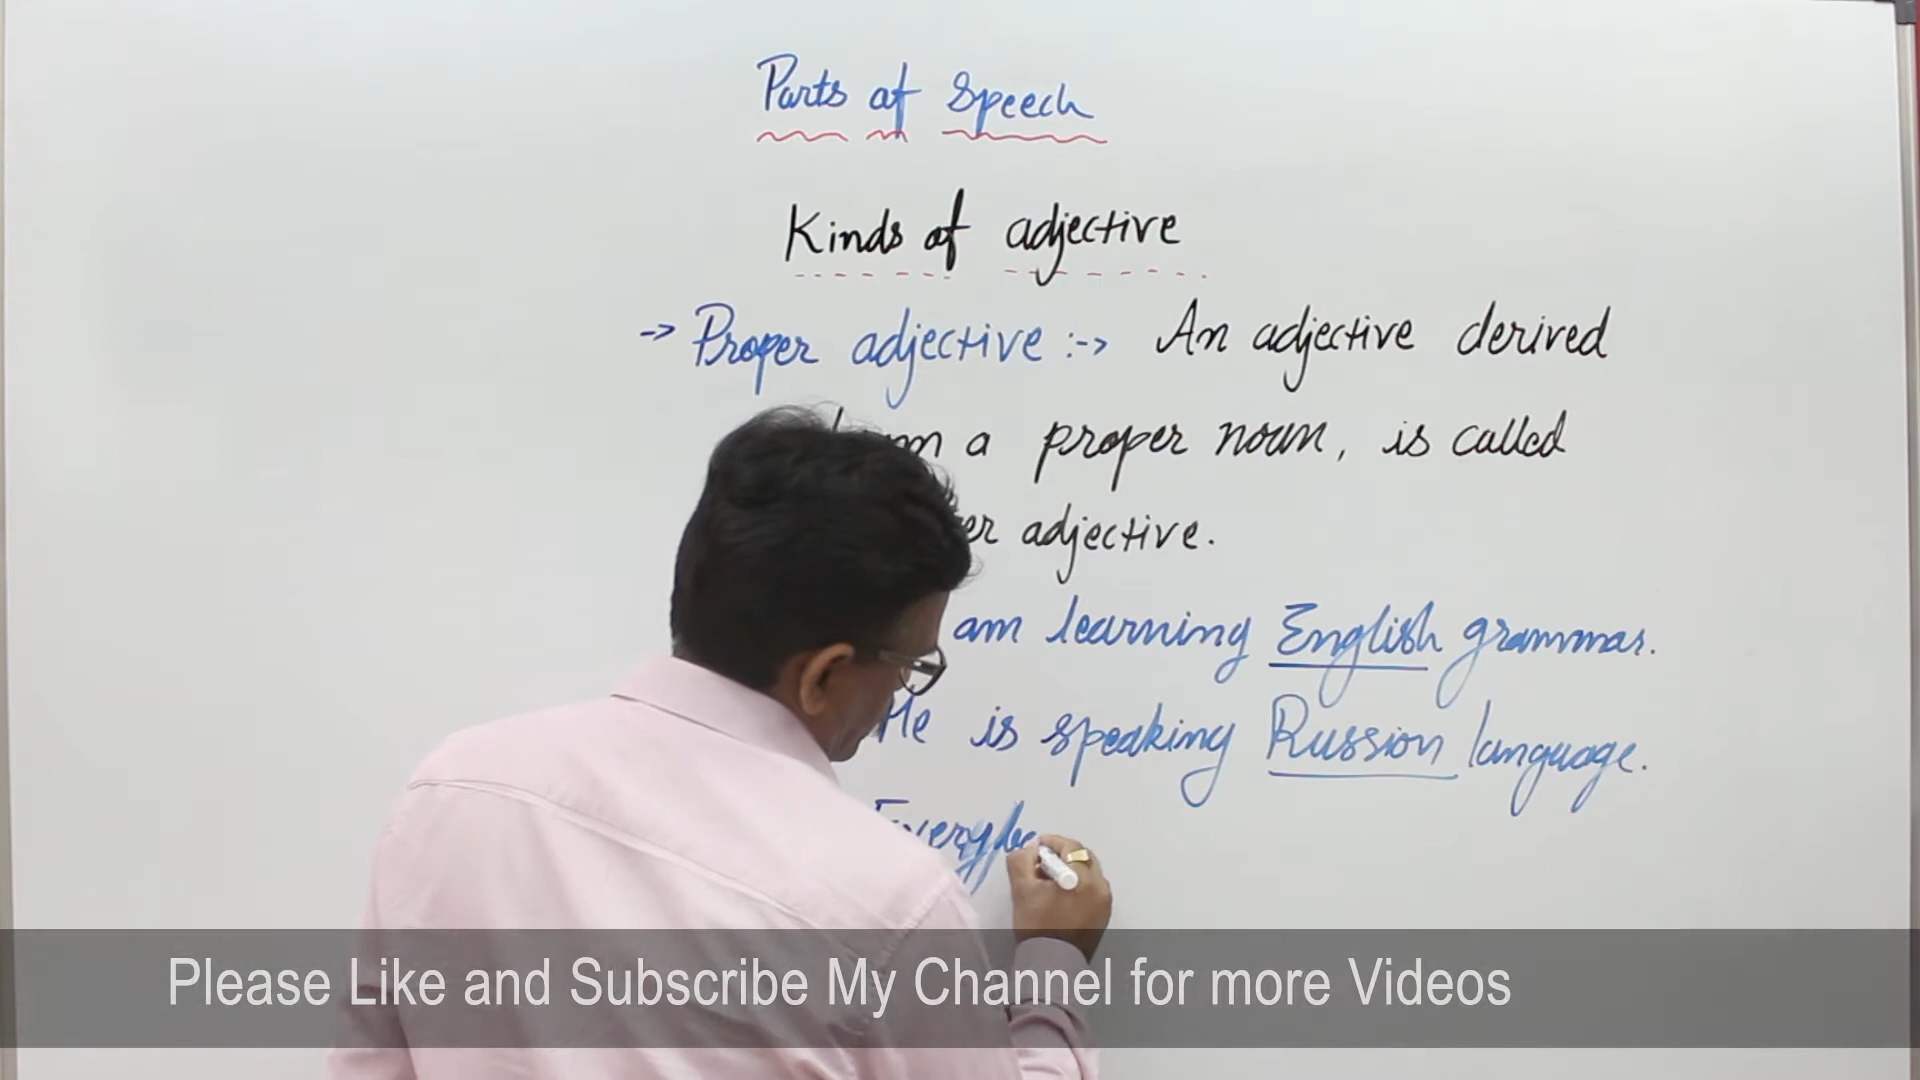 Parts of Speech
Kinds of adjective
-> Proper adjective :-> An adjective derived
a proper noun, is called
adjective.
am learning English grammar.
He is speaking Russion language.
Please Like and Subscribe My Channel for more Videos